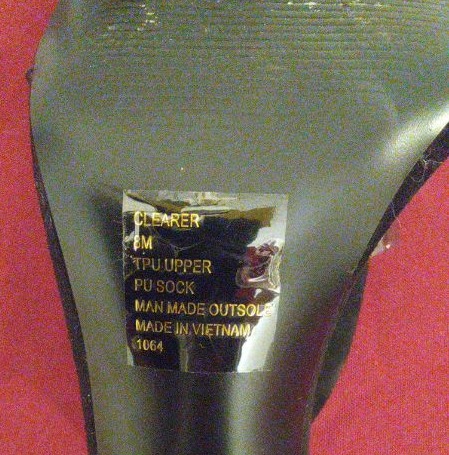 CLEARER
8M
TPU UPPER
PU SOCK
MAN MADE OUTSOLE
MADE IN VIETNAM
1064